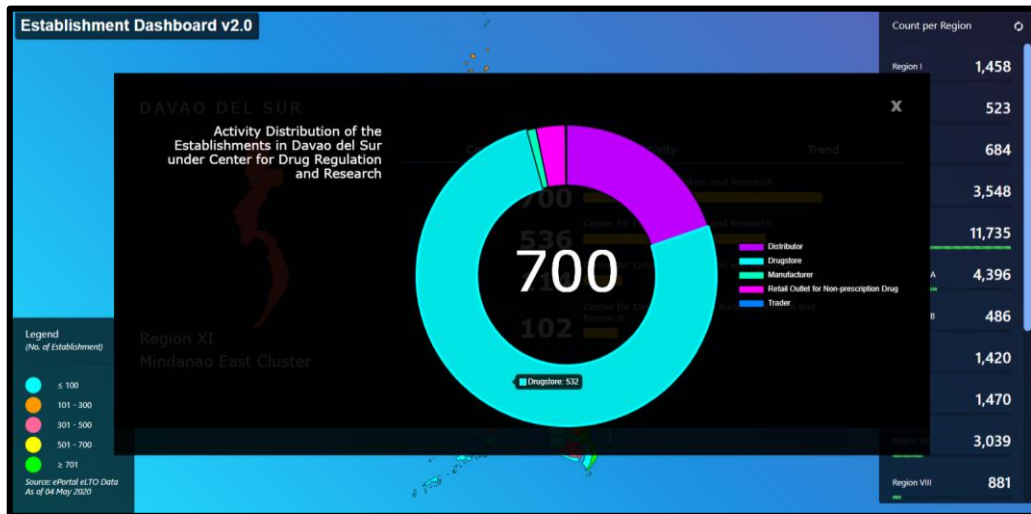 Establishment Dashboard v2.0
Count per Region
Region I 1,458
523
684
3,548
11,735
A 4,396
B 486
1,420
1,470
3,039
Region VIII 881
DAVAO DEL SUR
X
Activity Distribution of the
Establishments in Davao del Sur
under Center for Drug Regulation
and Research
Trend
700
536
102
Region XI
Mindanao East Cluster
700
Distributor
Drugstore
Manufacturer
Retail Outlet for Non-prescription Drug
Trader
Drugstore: 532
Legend
(No. of Establishment)
≤ 100
101 - 300
301 - 500
501 - 700
≥ 701
Source: ePortal eLTO Data
As of 04 May 2020